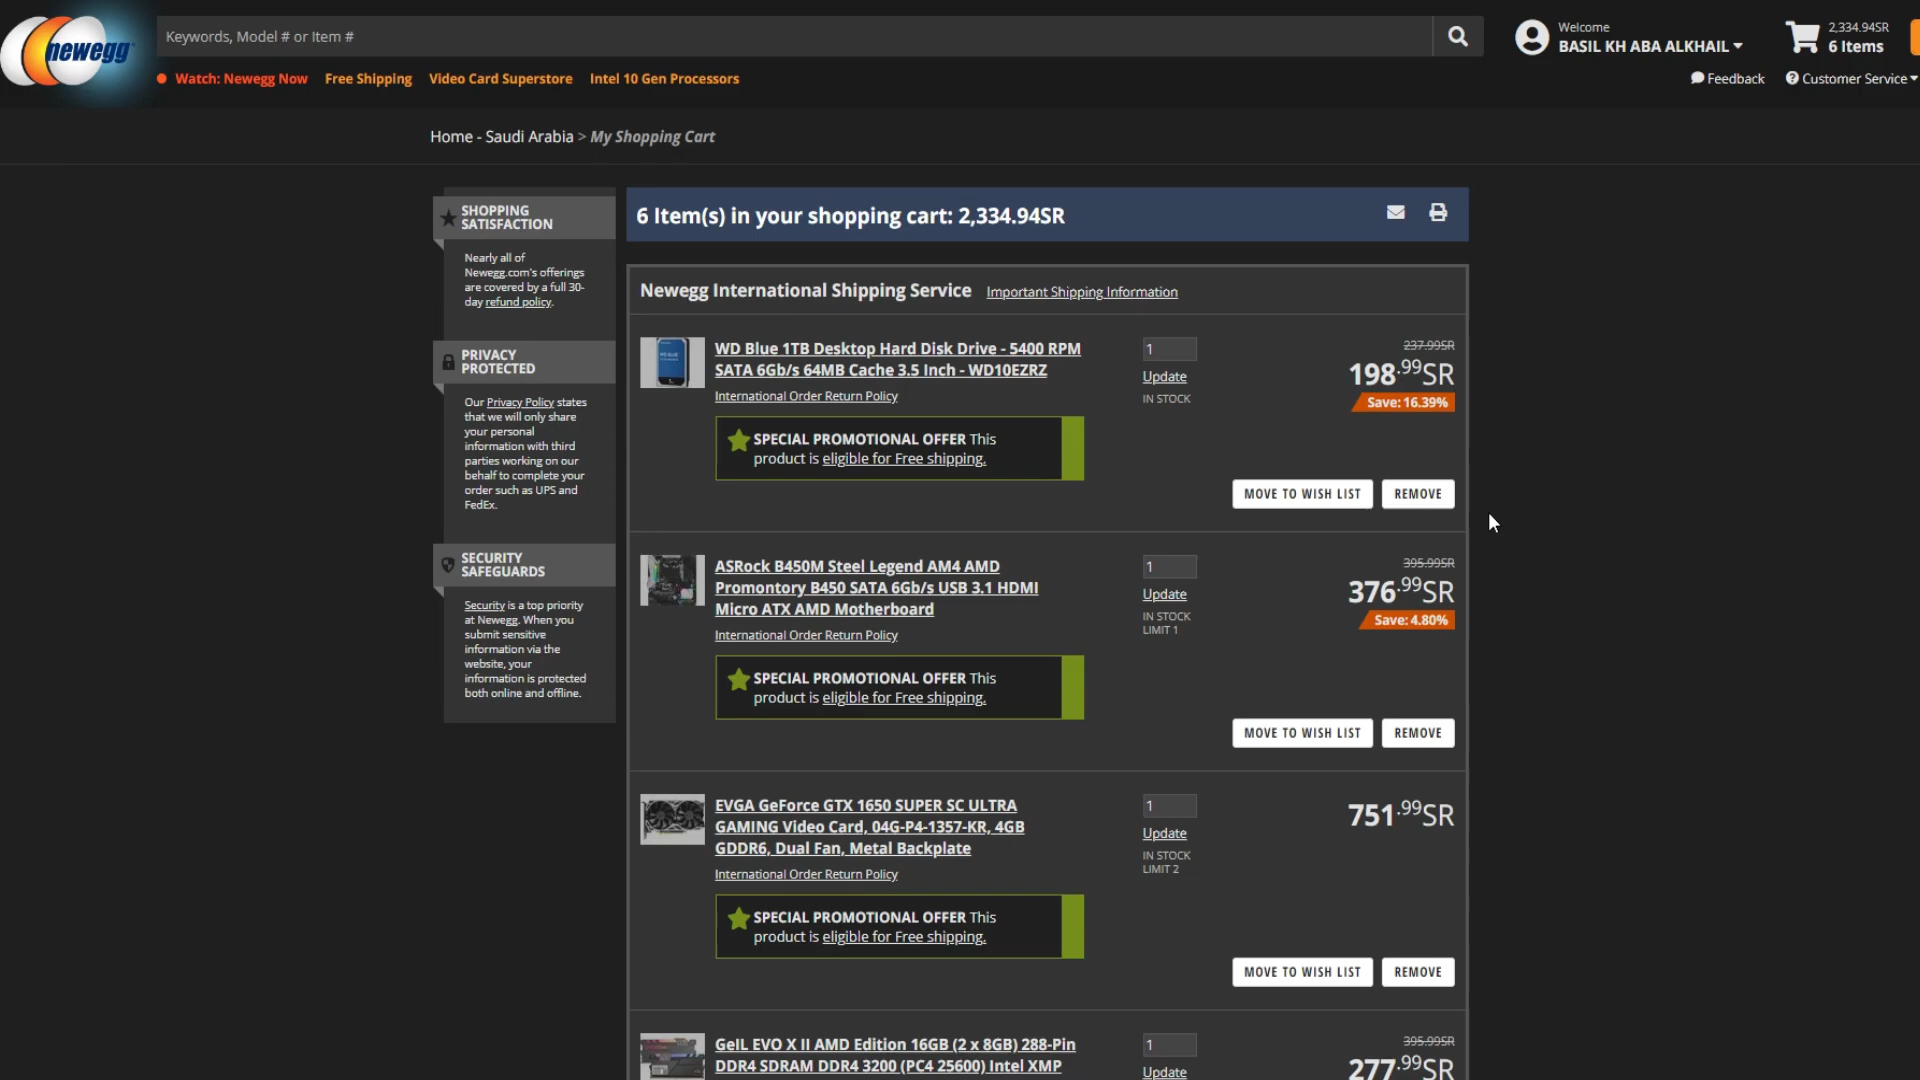 newegg
Keywords, Model # or Item #
Welcome
BASIL KH ABA ALKHAIL
2,334.94SR
6 Items
Watch: Newegg Now
Free Shipping
Video Card Superstore
Intel 10 Gen Processors
Feedback
Customer Service
Home - Saudi Arabia > My Shopping Cart
SHOPPING
SATISFACTION
Nearly all of
Newegg.com's offerings
are covered by a full 30-
day refund policy.
PRIVACY
PROTECTED
Our Privacy Policy states
that we will only share
your personal
information with third
parties working on our
behalf to complete your
order such as UPS and
FedEx.
SECURITY
SAFEGUARDS
Security is a top priority
at Newegg. When you
submit sensitive
information via the
website, your
information is protected
both online and offline.
6 Item(s) in your shopping cart: 2,334.94SR
Newegg International Shipping Service
Important Shipping Information
WD Blue 1TB Desktop Hard Disk Drive - 5400 RPM
SATA 6Gb/s 64MB Cache 3.5 Inch - WD10EZRZ
International Order Return Policy
SPECIAL PROMOTIONAL OFFER This
product is eligible for Free shipping.
1
Update
IN STOCK
237.99SR
198.99SR
Save: 16.39%
MOVE TO WISH LIST
REMOVE
ASRock B450M Steel Legend AM4 AMD
Promontory B450 SATA 6Gb/s USB 3.1 HDMI
Micro ATX AMD Motherboard
International Order Return Policy
SPECIAL PROMOTIONAL OFFER This
product is eligible for Free shipping.
1
Update
IN STOCK
LIMIT 1
395.99SR
376.99SR
Save: 4.80%
MOVE TO WISH LIST
REMOVE
EVGA GeForce GTX 1650 SUPER SC ULTRA
GAMING Video Card, 04G-P4-1357-KR, 4GB
GDDR6, Dual Fan, Metal Backplate
International Order Return Policy
SPECIAL PROMOTIONAL OFFER This
product is eligible for Free shipping.
1
Update
IN STOCK
LIMIT 2
751.99SR
MOVE TO WISH LIST
REMOVE
GeIL EVO X II AMD Edition 16GB (2 x 8GB) 288-Pin
DDR4 SDRAM DDR4 3200 (PC4 25600) Intel XMP
1
Update
395.99SR
277.99SR